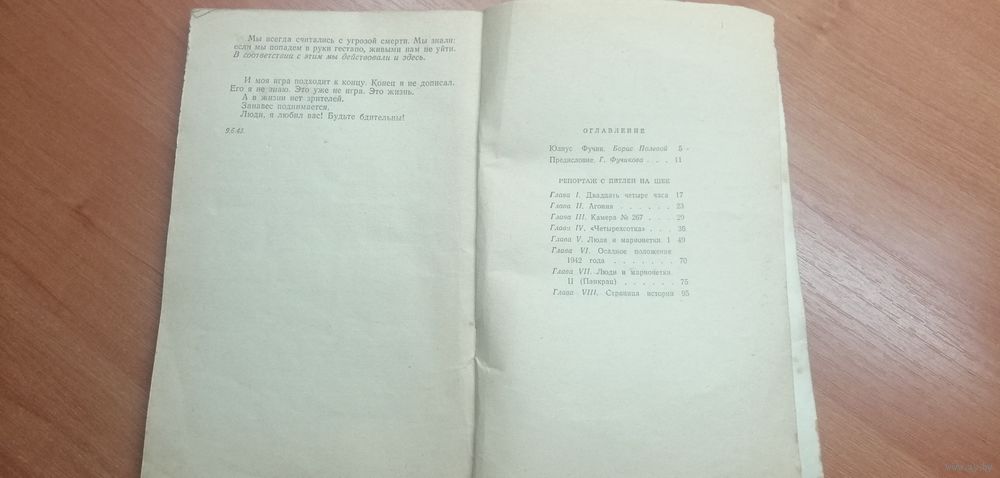 Мы всегда считались с угрозой смерти. Мы знали:
если мы попадем в руки гестапо, живыми нам не уйти.
В соответствии с этим мы действовали и здесь.
И моя игра подходит к концу. Конец я не дописал.
Его я не знаю. Это уже не игра. Это жизнь.
А в жизни нет зрителей.
Занавес поднимается.
Люди, я любил вас! Будьте бдительны!
9.6.43.
ОГЛАВЛЕНИЕ
Юлиус Фучик. Борис Полевой 5
Предисловие. Г. Фучикова . . . 11
РЕПОРТАЖ С ПЕТЛЕЙ НА ШЕЕ
Глава I. Двадцать четыре часа 17
Глава II. Агония . . . . . . 23
Глава III. Камера № 267 . . . 29
Глава IV. «Четырехсотка» . . . 35
Глава V. Люди и марионетки I 49
Глава VI. Осадное положение
1942 года . . . . . . . 70
Глава VII. Люди и марионетки
II (Панкрац) . . . . . . 75
Глава VIII. Страница истории 95
www.ay.by